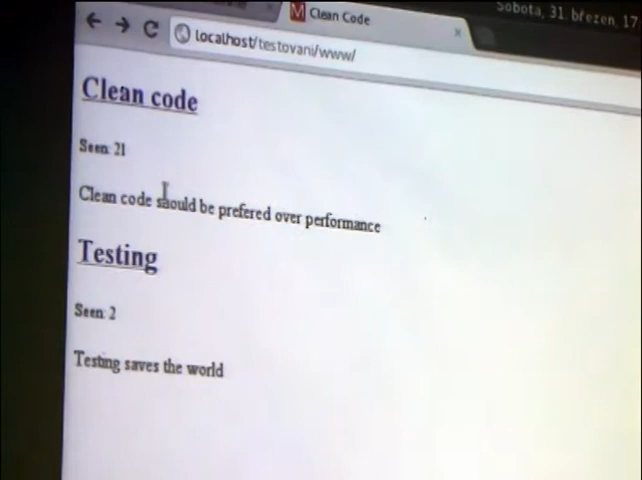 Clean Code
Sobota, 31. březen, 17
localhost/testovani/www/
Clean code
Seen: 21
Clean code should be prefered over performance
Testing
Seen: 2
Testing saves the world